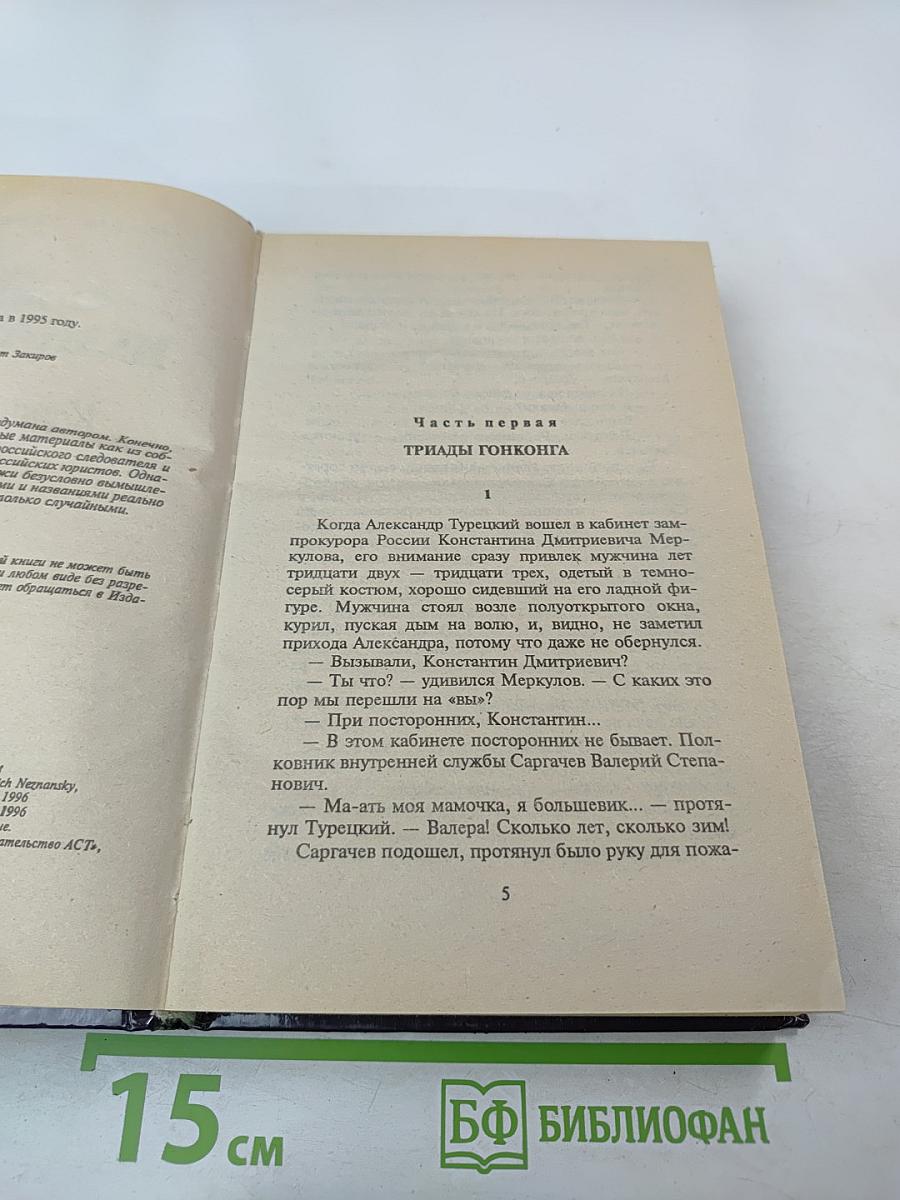 а в 1995 году.
т Закиров
думана автором. Конечно,
ые материалы как из соб-
российского следователя и
ссийских юристов. Одна-
жи безусловно вымышле-
ми и названиями реально
только случайными.
й книги не может быть
и любом виде без разре-
ет обращаться в Изда-
ich Neznansky,
1996
1996
ие.
ательство АСТ»,
Часть первая
ТРИАДЫ ГОНКОНГА
1
Когда Александр Турецкий вошел в кабинет зам-
прокурора России Константина Дмитриевича Мер-
кулова, его внимание сразу привлек мужчина лет
тридцати двух — тридцати трех, одетый в темно-
серый костюм, хорошо сидевший на его ладной фи-
гуре. Мужчина стоял возле полуоткрытого окна,
курил, пуская дым на волю, и, видно, не заметил
прихода Александра, потому что даже не обернулся.
— Вызывали, Константин Дмитриевич?
— Ты что? — удивился Меркулов. — С каких это
пор мы перешли на «вы»?
— При посторонних, Константин...
— В этом кабинете посторонних не бывает. Пол-
ковник внутренней службы Саргачев Валерий Степа-
нович.
— Ма-ать моя мамочка, я большевик... — протя-
нул Турецкий. — Валера! Сколько лет, сколько зим!
Саргачев подошел, протянул было руку для пожа-
5
15 см
БФ БИБЛИОФАН